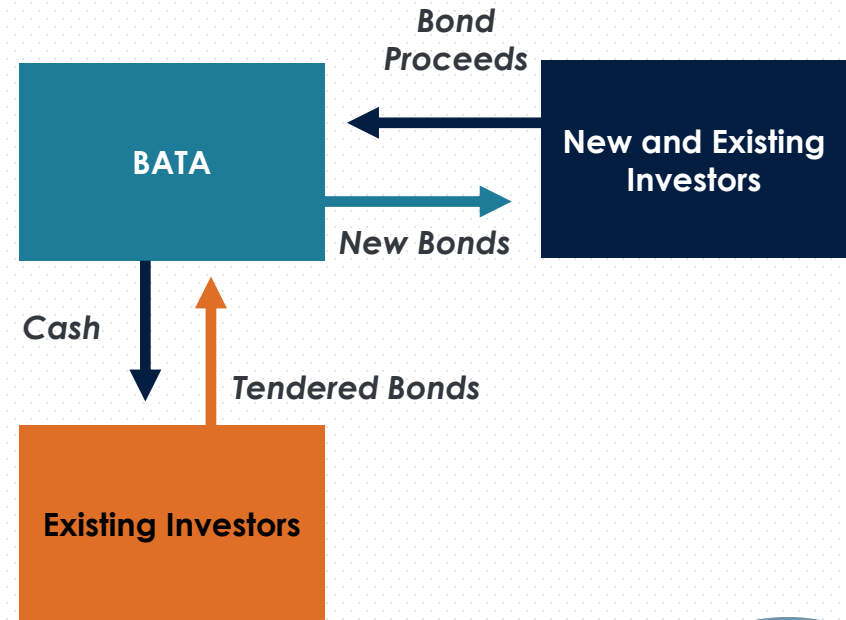 Bond
Proceeds
BATA
New and Existing
Investors
New Bonds
Cash
Tendered Bonds
Existing Investors